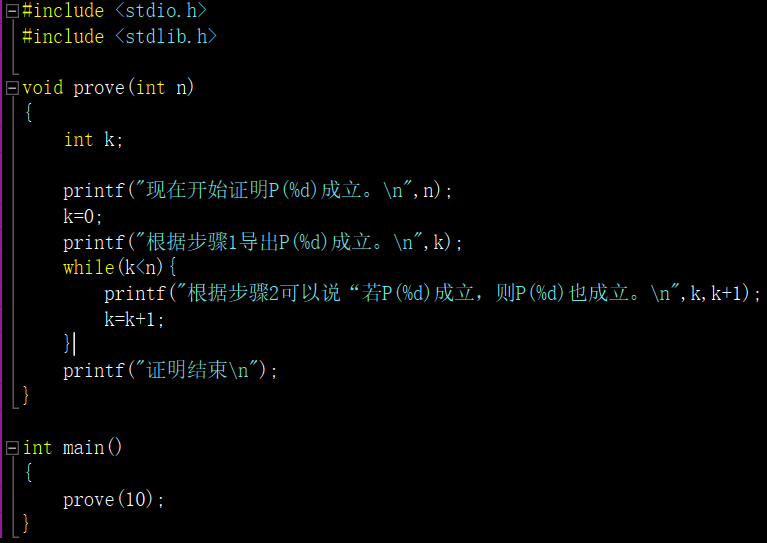 #include <stdio.h>
#include <stdlib.h>
void prove(int n)
{
    int k;
    printf("现在开始证明P(%d)成立。\n",n);
    k=0;
    printf("根据步骤1导出P(%d)成立。\n",k);
    while(k<n){
        printf("根据步骤2可以说“若P(%d)成立，则P(%d)也成立。\n",k,k+1);
        k=k+1;
    }
    printf("证明结束\n");
}
int main()
{
    prove(10);
}